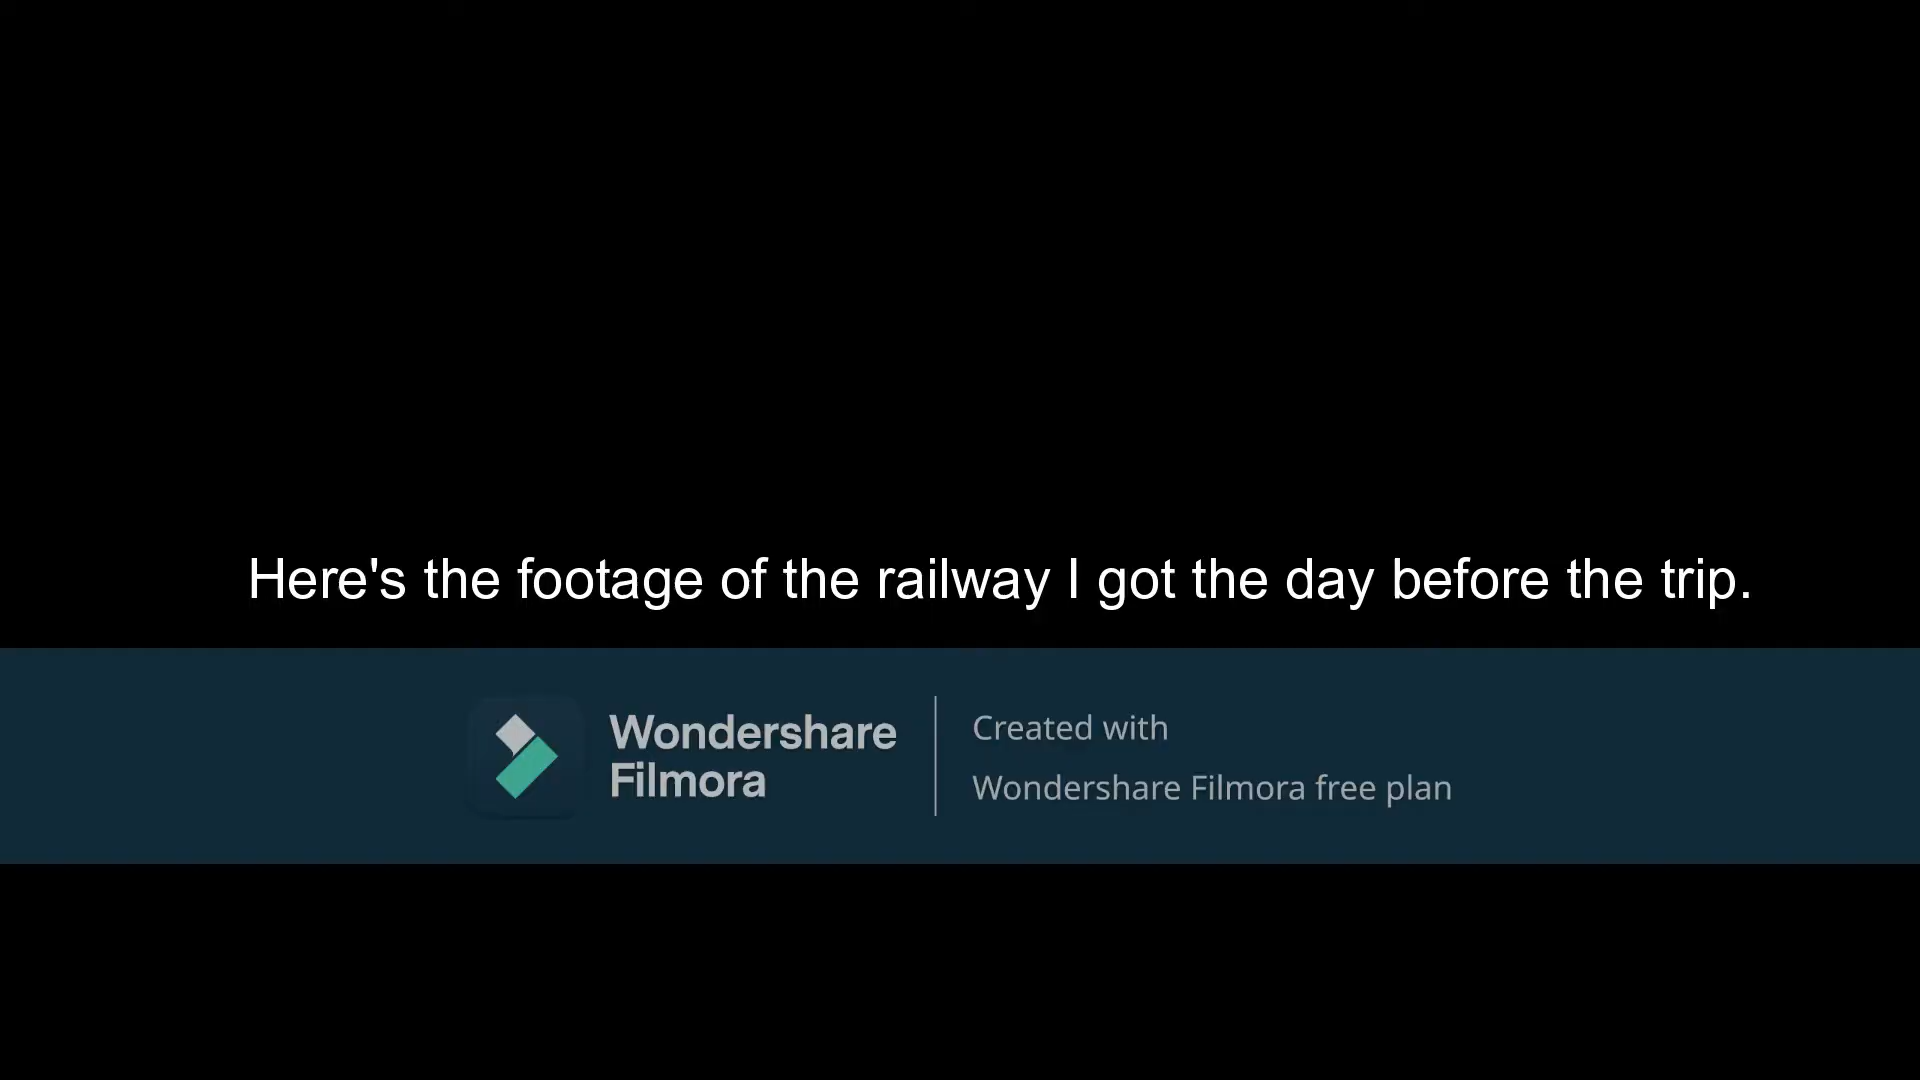 Here's the footage of the railway I got the day before the trip.
Wondershare
Filmora
Created with
Wondershare Filmora free plan